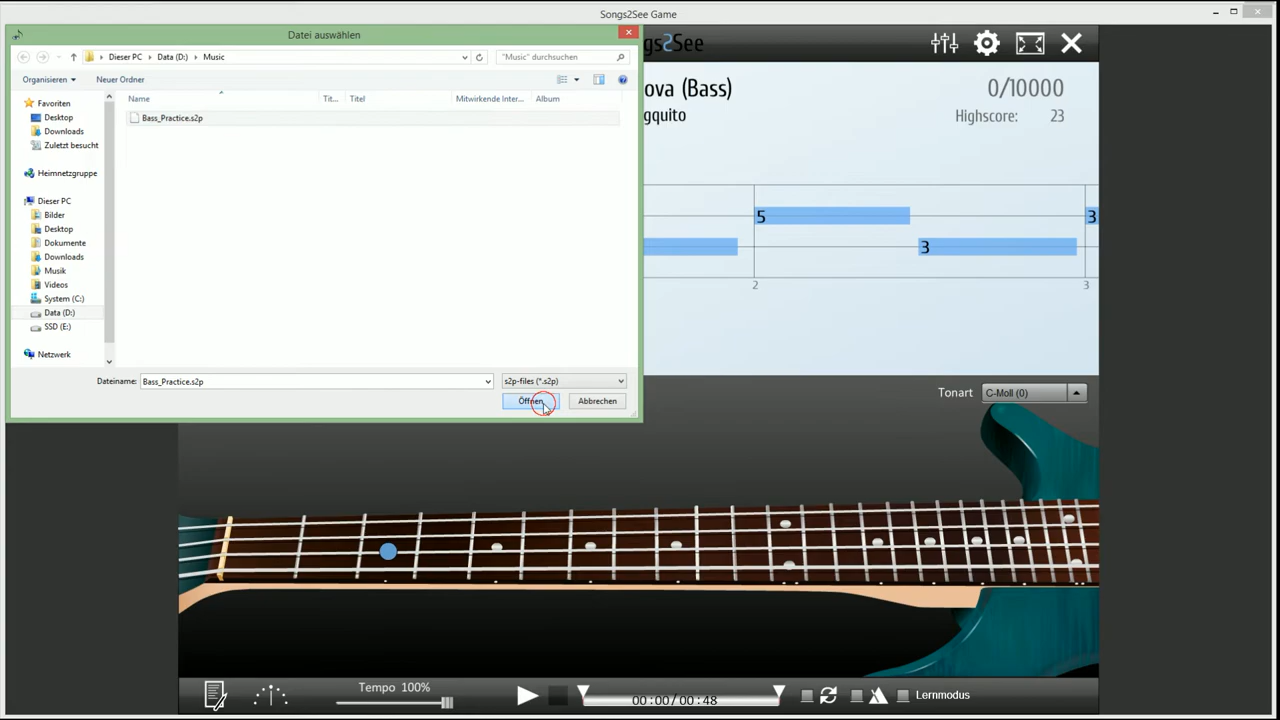 Songs2See Game
Datei auswählen
gs2See
Dieser PC Data (D:) Music
"Music" durchsuchen
Organisieren Neuer Ordner
ova (Bass) 0/10000
gquito Highscore: 23
Name Tit... Titel Mitwirkende Inter... Album
Bass_Practice.s2p
Favoriten
Desktop
Downloads
Zuletzt besucht
Heimnetzgruppe
Dieser PC
Bilder
Desktop
Dokumente
Downloads
Musik
Videos
System (C:)
Data (D:)
SSD (E:)
Netzwerk
5 3
3
2 3
Dateiname: Bass_Practice.s2p s2p-files (*.s2p)
Öffnen Abbrechen
Tonart C-Moll (0)
Tempo 100%
00:00/00:48
Lernmodus